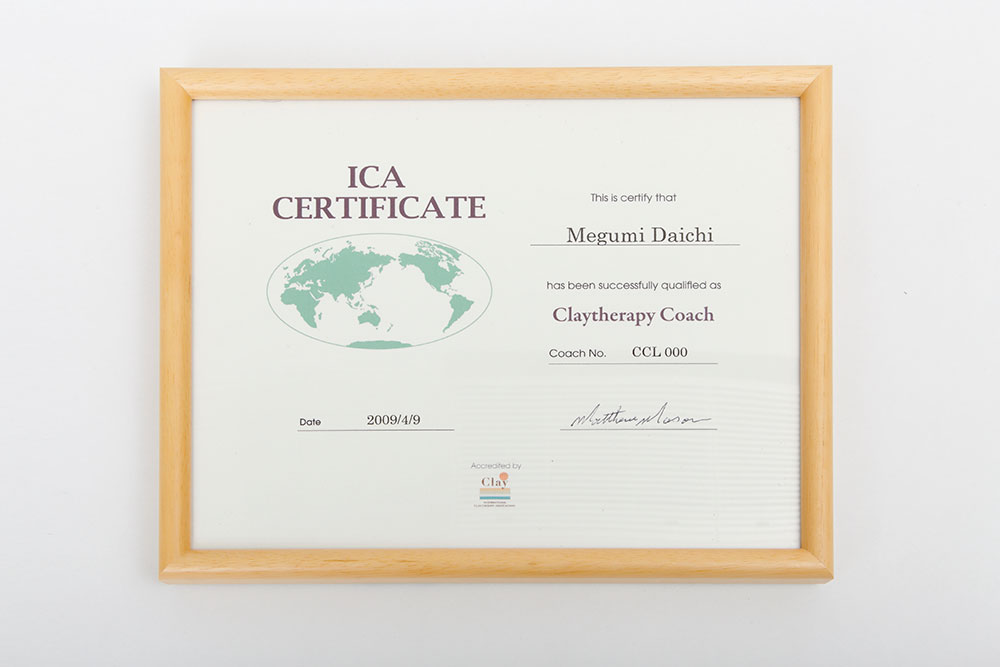 ICA
CERTIFICATE
This is certify that
Megumi Daichi
has been successfully qualified as
Claytherapy Coach
Coach No. CCL 000
Date 2009/4/9
Accredited by
Clay